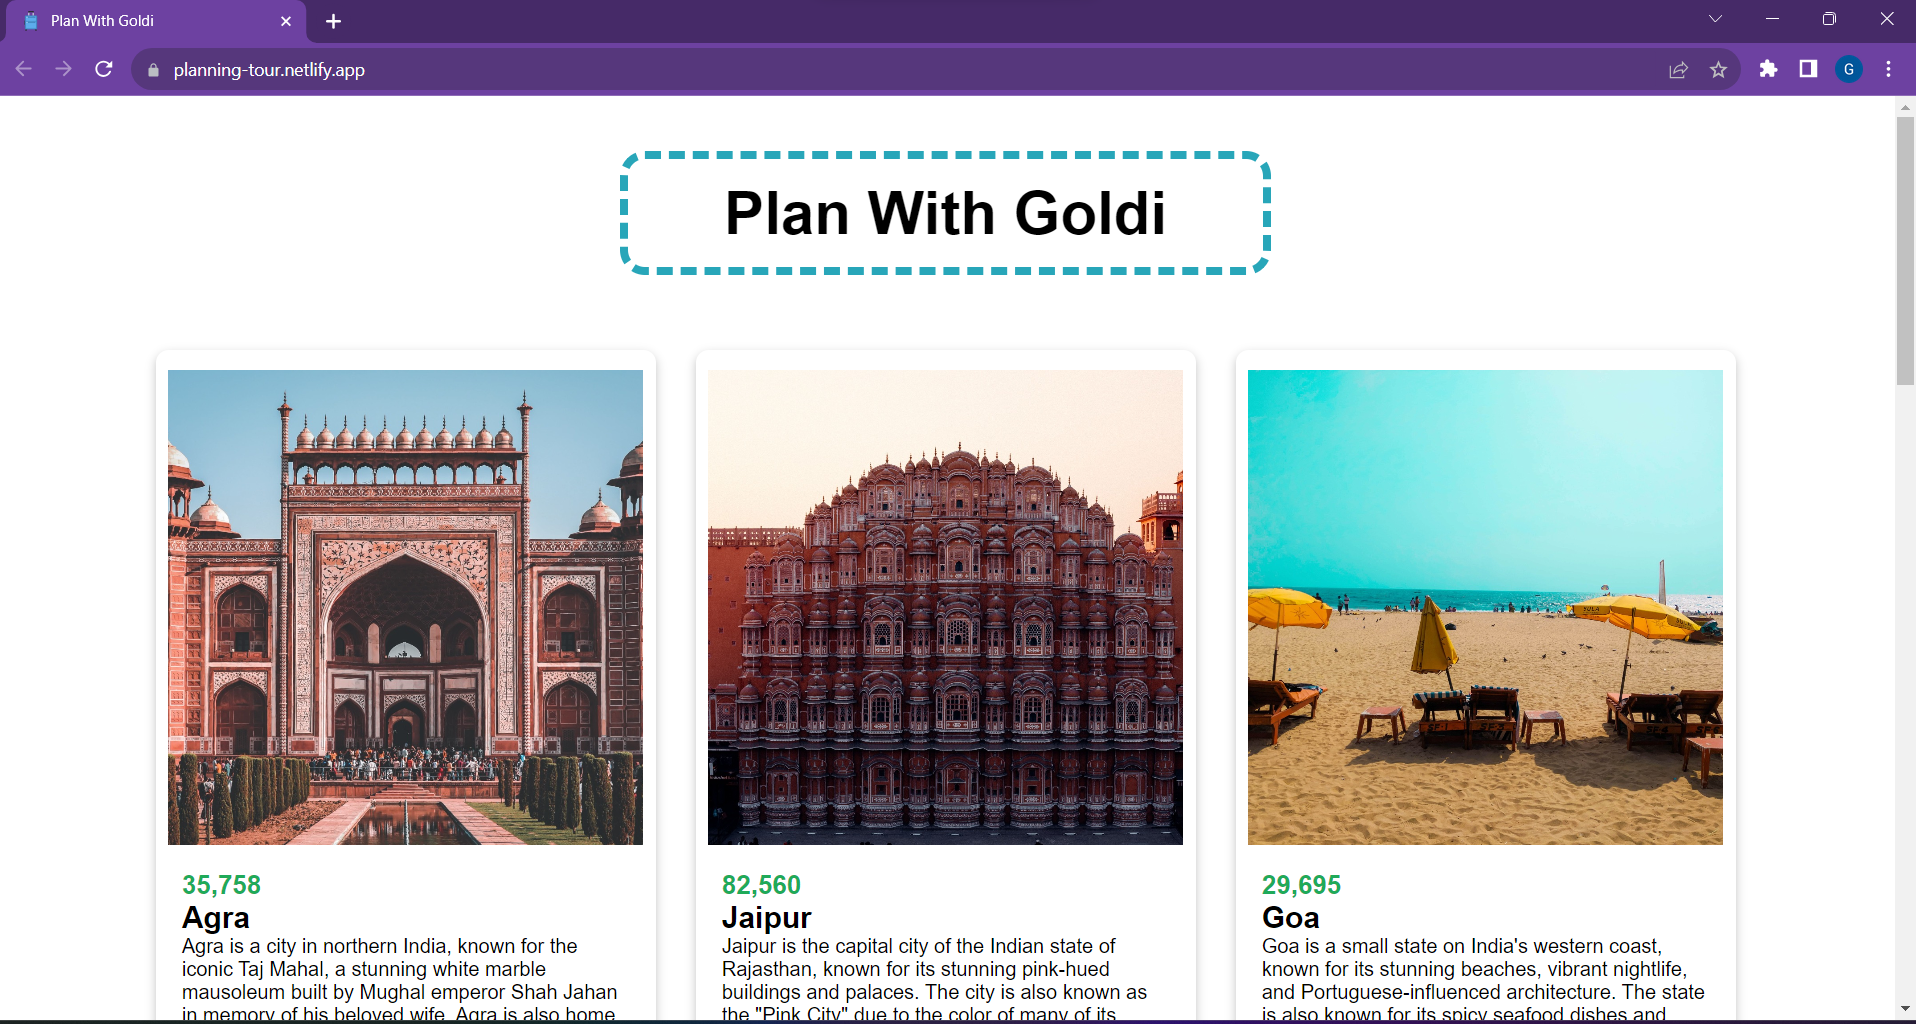 Plan With Goldi
planning-tour.netlify.app
G
Plan With Goldi
35,758
Agra
Agra is a city in northern India, known for the
iconic Taj Mahal, a stunning white marble
mausoleum built by Mughal emperor Shah Jahan
in memory of his beloved wife. Agra is also home
82,560
Jaipur
Jaipur is the capital city of the Indian state of
Rajasthan, known for its stunning pink-hued
buildings and palaces. The city is also known as
the "Pink City" due to the color of many of its
29,695
Goa
Goa is a small state on India's western coast,
known for its stunning beaches, vibrant nightlife,
and Portuguese-influenced architecture. The state
is also known for its spicy seafood dishes and